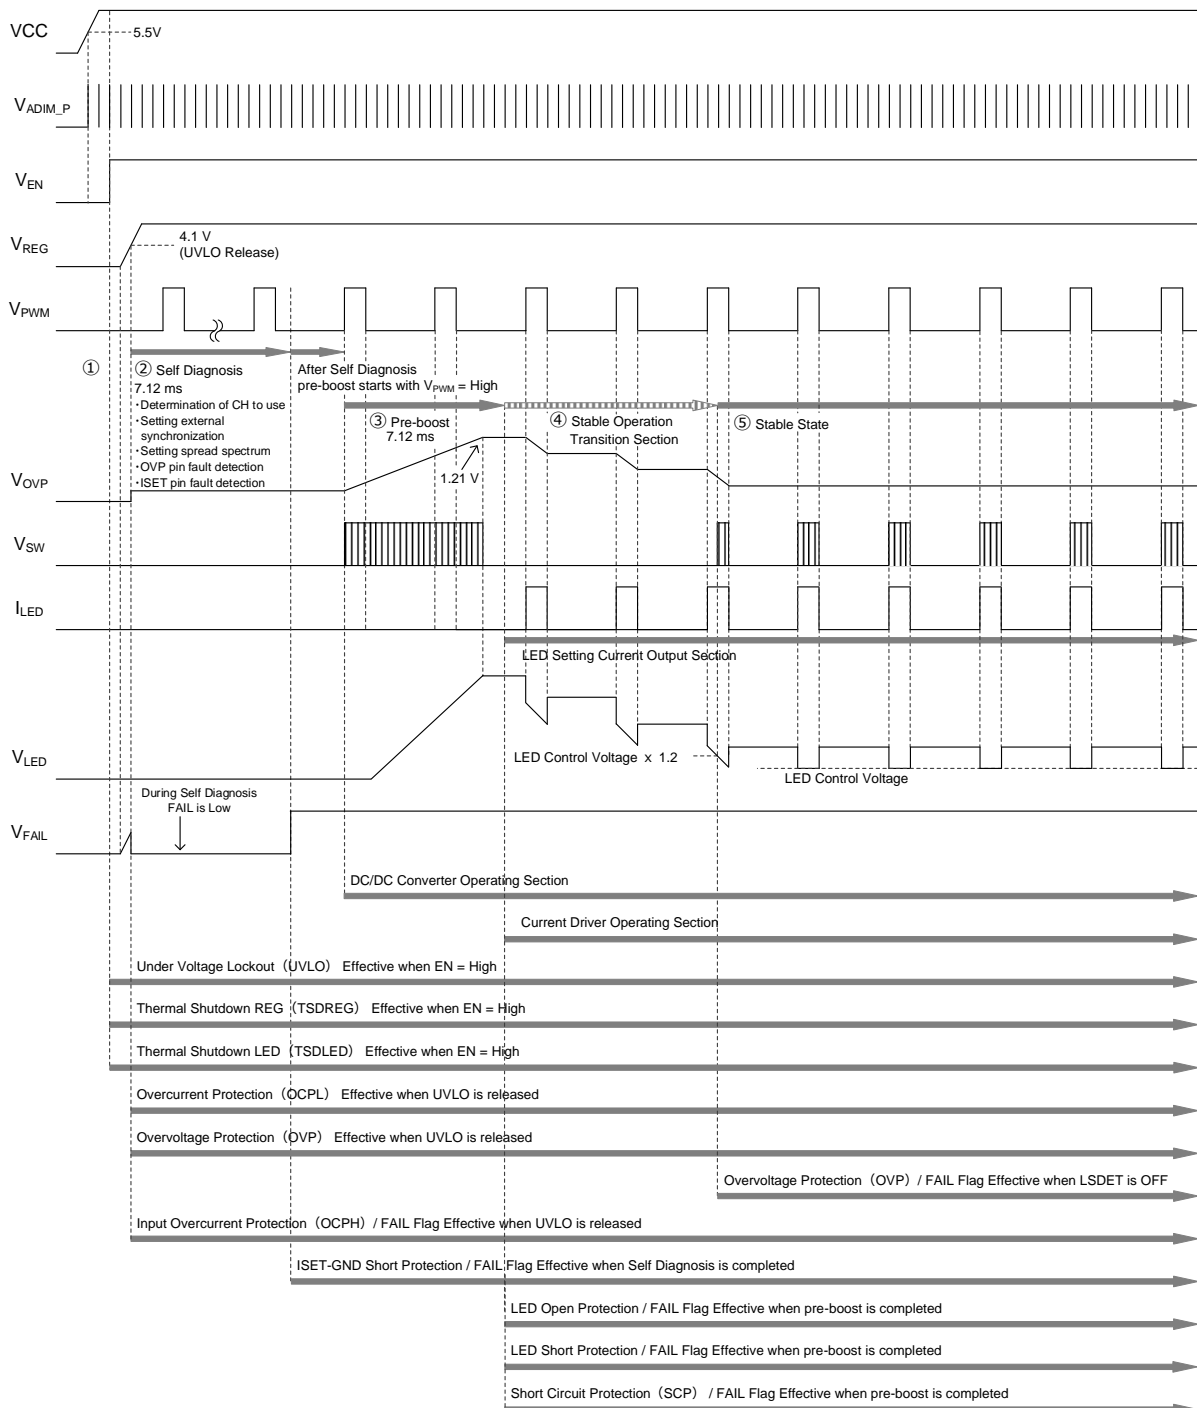 VCC
5.5V
VADIM_P
VEN
VREG
4.1 V
(UVLO Release)
VPWM
①
② Self Diagnosis
7.12 ms
・Determination of CH to use
・Setting external
synchronization
・Setting spread spectrum
・OVP pin fault detection
・ISET pin fault detection
After Self Diagnosis
pre-boost starts with VPWM = High
③ Pre-boost
7.12 ms
④ Stable Operation
Transition Section
⑤ Stable State
1.21 V
VOVP
VSW
ILED
LED Setting Current Output Section
VLED
LED Control Voltage x 1.2
LED Control Voltage
During Self Diagnosis
FAIL is Low
VFAIL
DC/DC Converter Operating Section
Current Driver Operating Section
Under Voltage Lockout（UVLO） Effective when EN = High
Thermal Shutdown REG（TSDREG） Effective when EN = High
Thermal Shutdown LED（TSDLED） Effective when EN = High
Overcurrent Protection（OCPL） Effective when UVLO is released
Overvoltage Protection（OVP） Effective when UVLO is released
Overvoltage Protection（OVP）/ FAIL Flag Effective when LSDET is OFF
Input Overcurrent Protection（OCPH）/ FAIL Flag Effective when UVLO is released
ISET-GND Short Protection / FAIL Flag Effective when Self Diagnosis is completed
LED Open Protection / FAIL Flag Effective when pre-boost is completed
LED Short Protection / FAIL Flag Effective when pre-boost is completed
Short Circuit Protection（SCP） / FAIL Flag Effective when pre-boost is completed